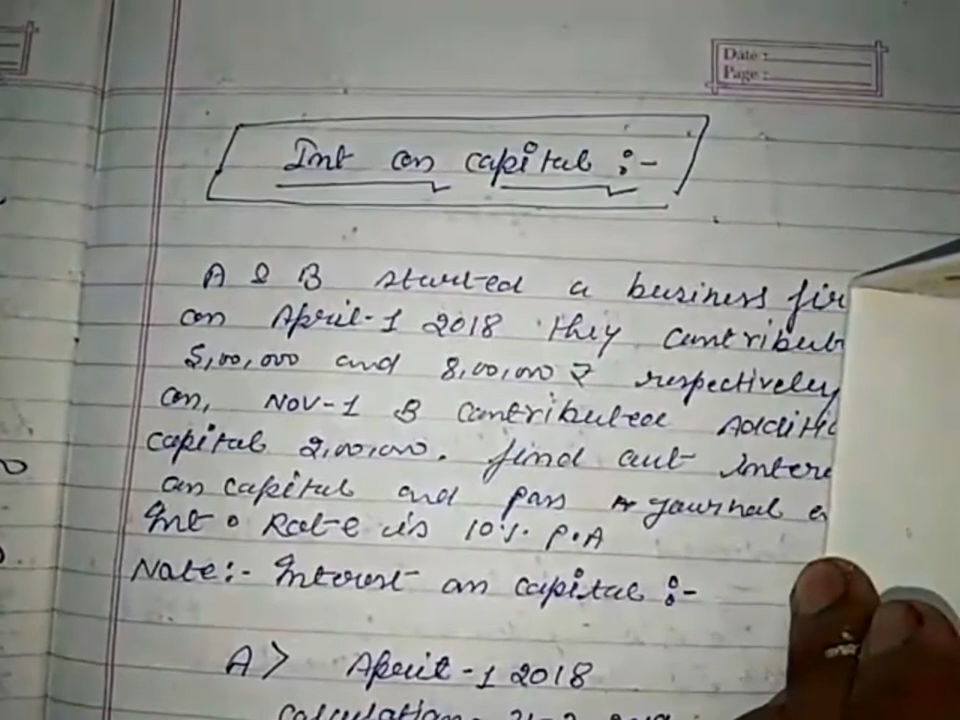 Date :
Page :
Int on capital :-
A & B started a business fir
on April-1 2018 they contribut
5,00,000 and 8,00,000 ₹ respectively
on, Nov-1 B contributed Additio
capital 2,00,000. find out intere
on capital and pass journal e
Int. Rate is 10% P.A
Note:- Interest on capital :-
A> April-1 2018